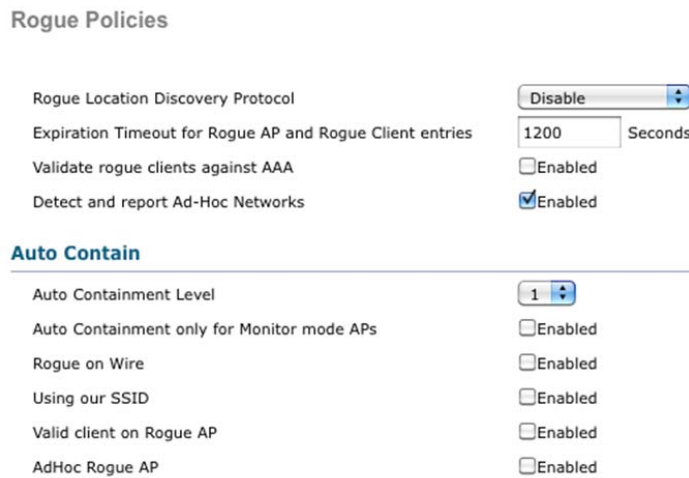 Rogue Policies
Rogue Location Discovery Protocol Disable
Expiration Timeout for Rogue AP and Rogue Client entries 1200 Seconds
Validate rogue clients against AAA Enabled
Detect and report Ad-Hoc Networks Enabled
Auto Contain
Auto Containment Level 1
Auto Containment only for Monitor mode APs Enabled
Rogue on Wire Enabled
Using our SSID Enabled
Valid client on Rogue AP Enabled
AdHoc Rogue AP Enabled